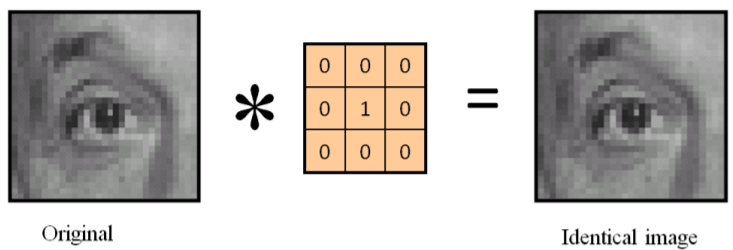 *
0 0 0
0 1 0
0 0 0
=
Original
Identical image